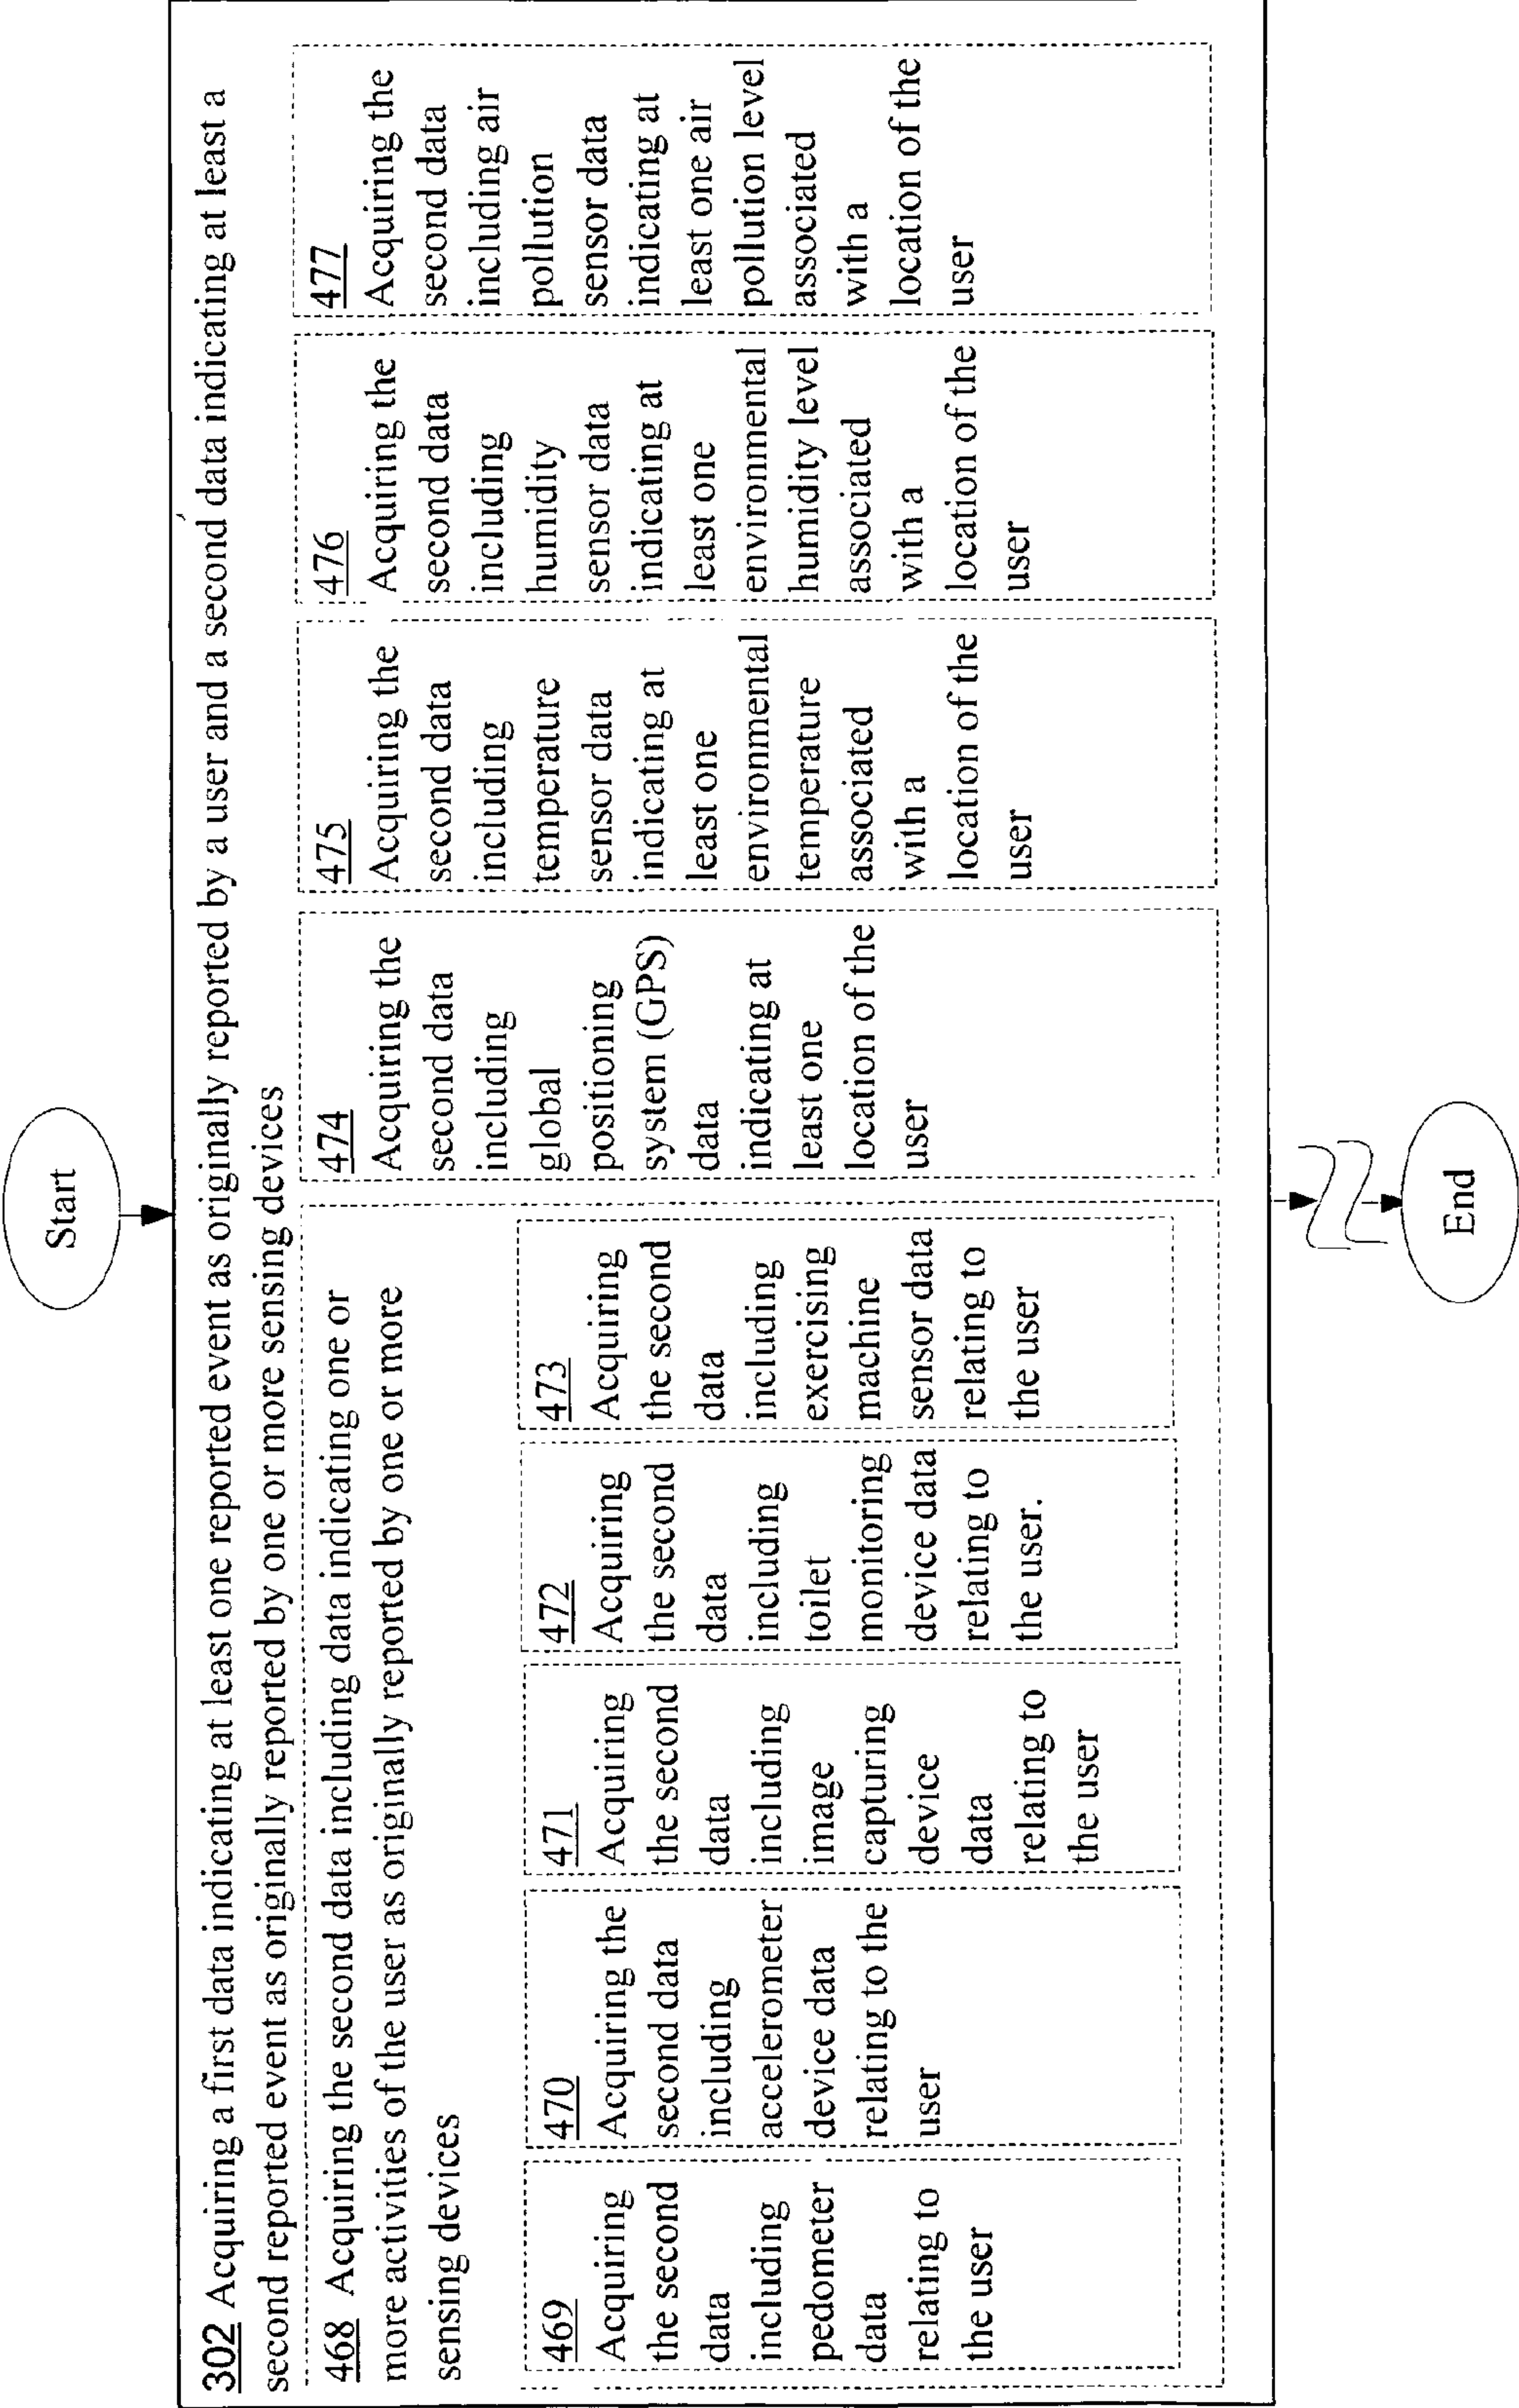 Start
302 Acquiring a first data indicating at least one reported event as originally reported by a user and a second data indicating at least a
second reported event as originally reported by one or more sensing devices
468 Acquiring the second data including data indicating one or
more activities of the user as originally reported by one or more
sensing devices
469
Acquiring
the second
data
including
pedometer
data
relating to
the user
470
Acquiring the
second data
including
accelerometer
device data
relating to the
user
471
Acquiring
the second
data
including
image
capturing
device
data
relating to
the user
472
Acquiring
the second
data
including
toilet
monitoring
device data
relating to
the user.
473
Acquiring
the second
data
including
exercising
machine
sensor data
relating to
the user
474
Acquiring the
second data
including
global
positioning
system (GPS)
data
indicating at
least one
location of the
user
475
Acquiring the
second data
including
temperature
sensor data
indicating at
least one
environmental
temperature
associated
with a
location of the
user
476
Acquiring the
second data
including
humidity
sensor data
indicating at
least one
environmental
humidity level
associated
with a
location of the
user
477
Acquiring the
second data
including air
pollution
sensor data
indicating at
least one air
pollution level
associated
with a
location of the
user
End